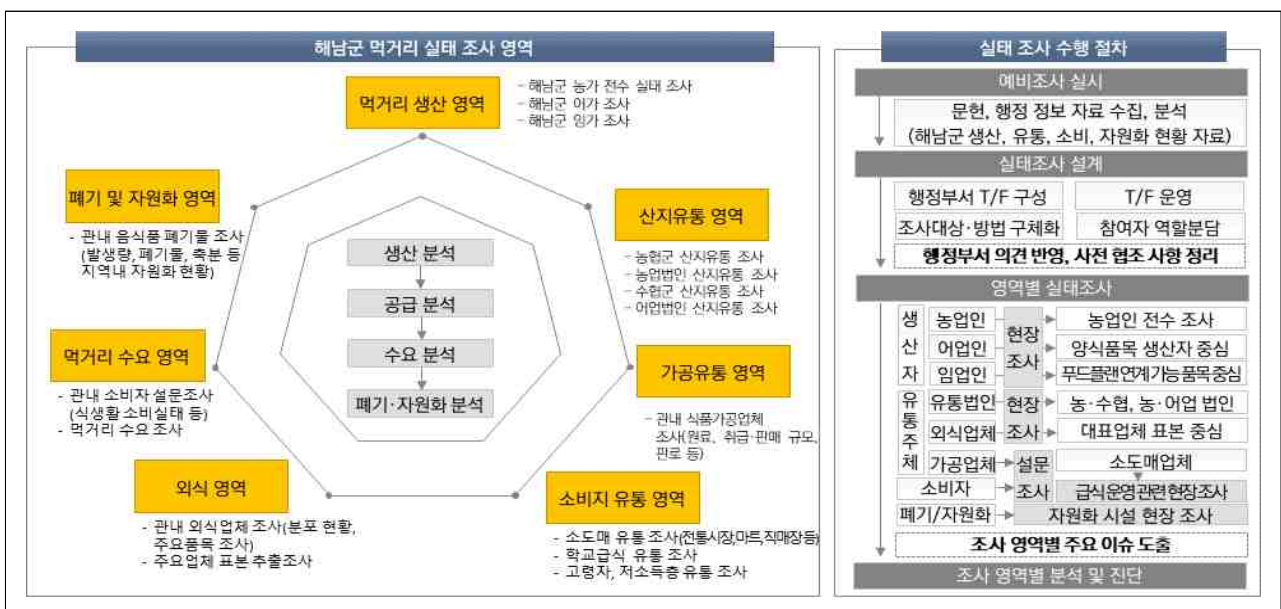 해남군 먹거리 실태 조사 영역
먹거리 생산 영역
- 해남군 농가 전수 실태 조사
- 해남군 어가 조사
- 해남군 임가 조사
폐기 및 자원화 영역
- 관내 음식품 폐기물 조사
(발생량, 폐기물, 축분 등
지역내 자원화 현황)
산지유통 영역
- 농협군 산지유통 조사
- 농업법인 산지유통 조사
- 수협군 산지유통 조사
- 어업법인 산지유통 조사
생산 분석
공급 분석
수요 분석
폐기·자원화 분석
먹거리 수요 영역
- 관내 소비자 설문조사
(식생활 소비실태 등)
- 먹거리 수요 조사
가공유통 영역
- 관내 식품가공업체
조사(원료, 취급·판매 규모,
판로 등)
외식 영역
- 관내 외식업체 조사(분포 현황,
주요품목 조사)
- 주요업체 표본 추출조사
소비지 유통 영역
- 소도매 유통 조사(전통시장,마트,직매장등)
- 학교급식 유통 조사
- 고령자, 저소득층 유통 조사
실태 조사 수행 절차
예비조사 실시
문헌, 행정 정보 자료 수집, 분석
(해남군 생산, 유통, 소비, 자원화 현황 자료)
실태조사 설계
행정부서 T/F 구성
T/F 운영
조사대상·방법 구체화
참여자 역할분담
행정부서 의견 반영, 사전 협조 사항 정리
영역별 실태조사
생산자
농업인
어업인
임업인
현장
조사
농업인 전수 조사
양식품목 생산자 중심
푸드플랜연계가능품목중심
유통주체
유통법인
외식업체
가공업체
현장
조사
농·수협, 농·어업 법인
대표업체 표본 중심
소비자
설문
조사
소도매업체
급식운영관련현장조사
폐기/자원화
자원화 시설 현장 조사
조사 영역별 주요 이슈 도출
조사 영역별 분석 및 진단